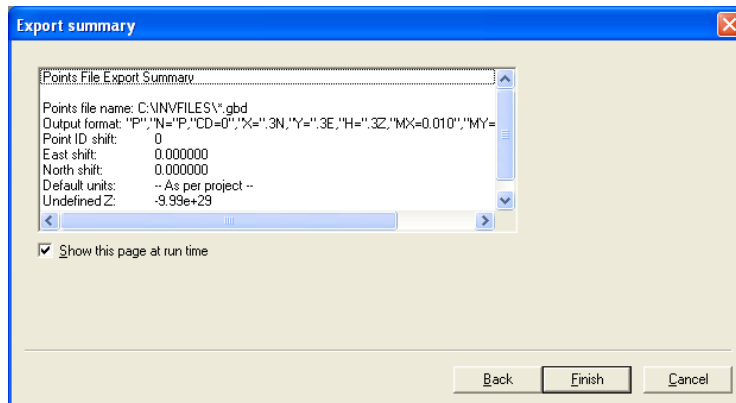 Export summary
Points File Export Summary
Points file name: C:\INVFILES\*.gbd
Output format: "P","N="P,"CD=0","X=".3N,"Y=".3E,"H=".3Z,"MX=0.010","MY=
Point ID shift: 0
East shift: 0.000000
North shift: 0.000000
Default units: -- As per project --
Undefined Z: -9.99e+29
Show this page at run time
Back Finish Cancel